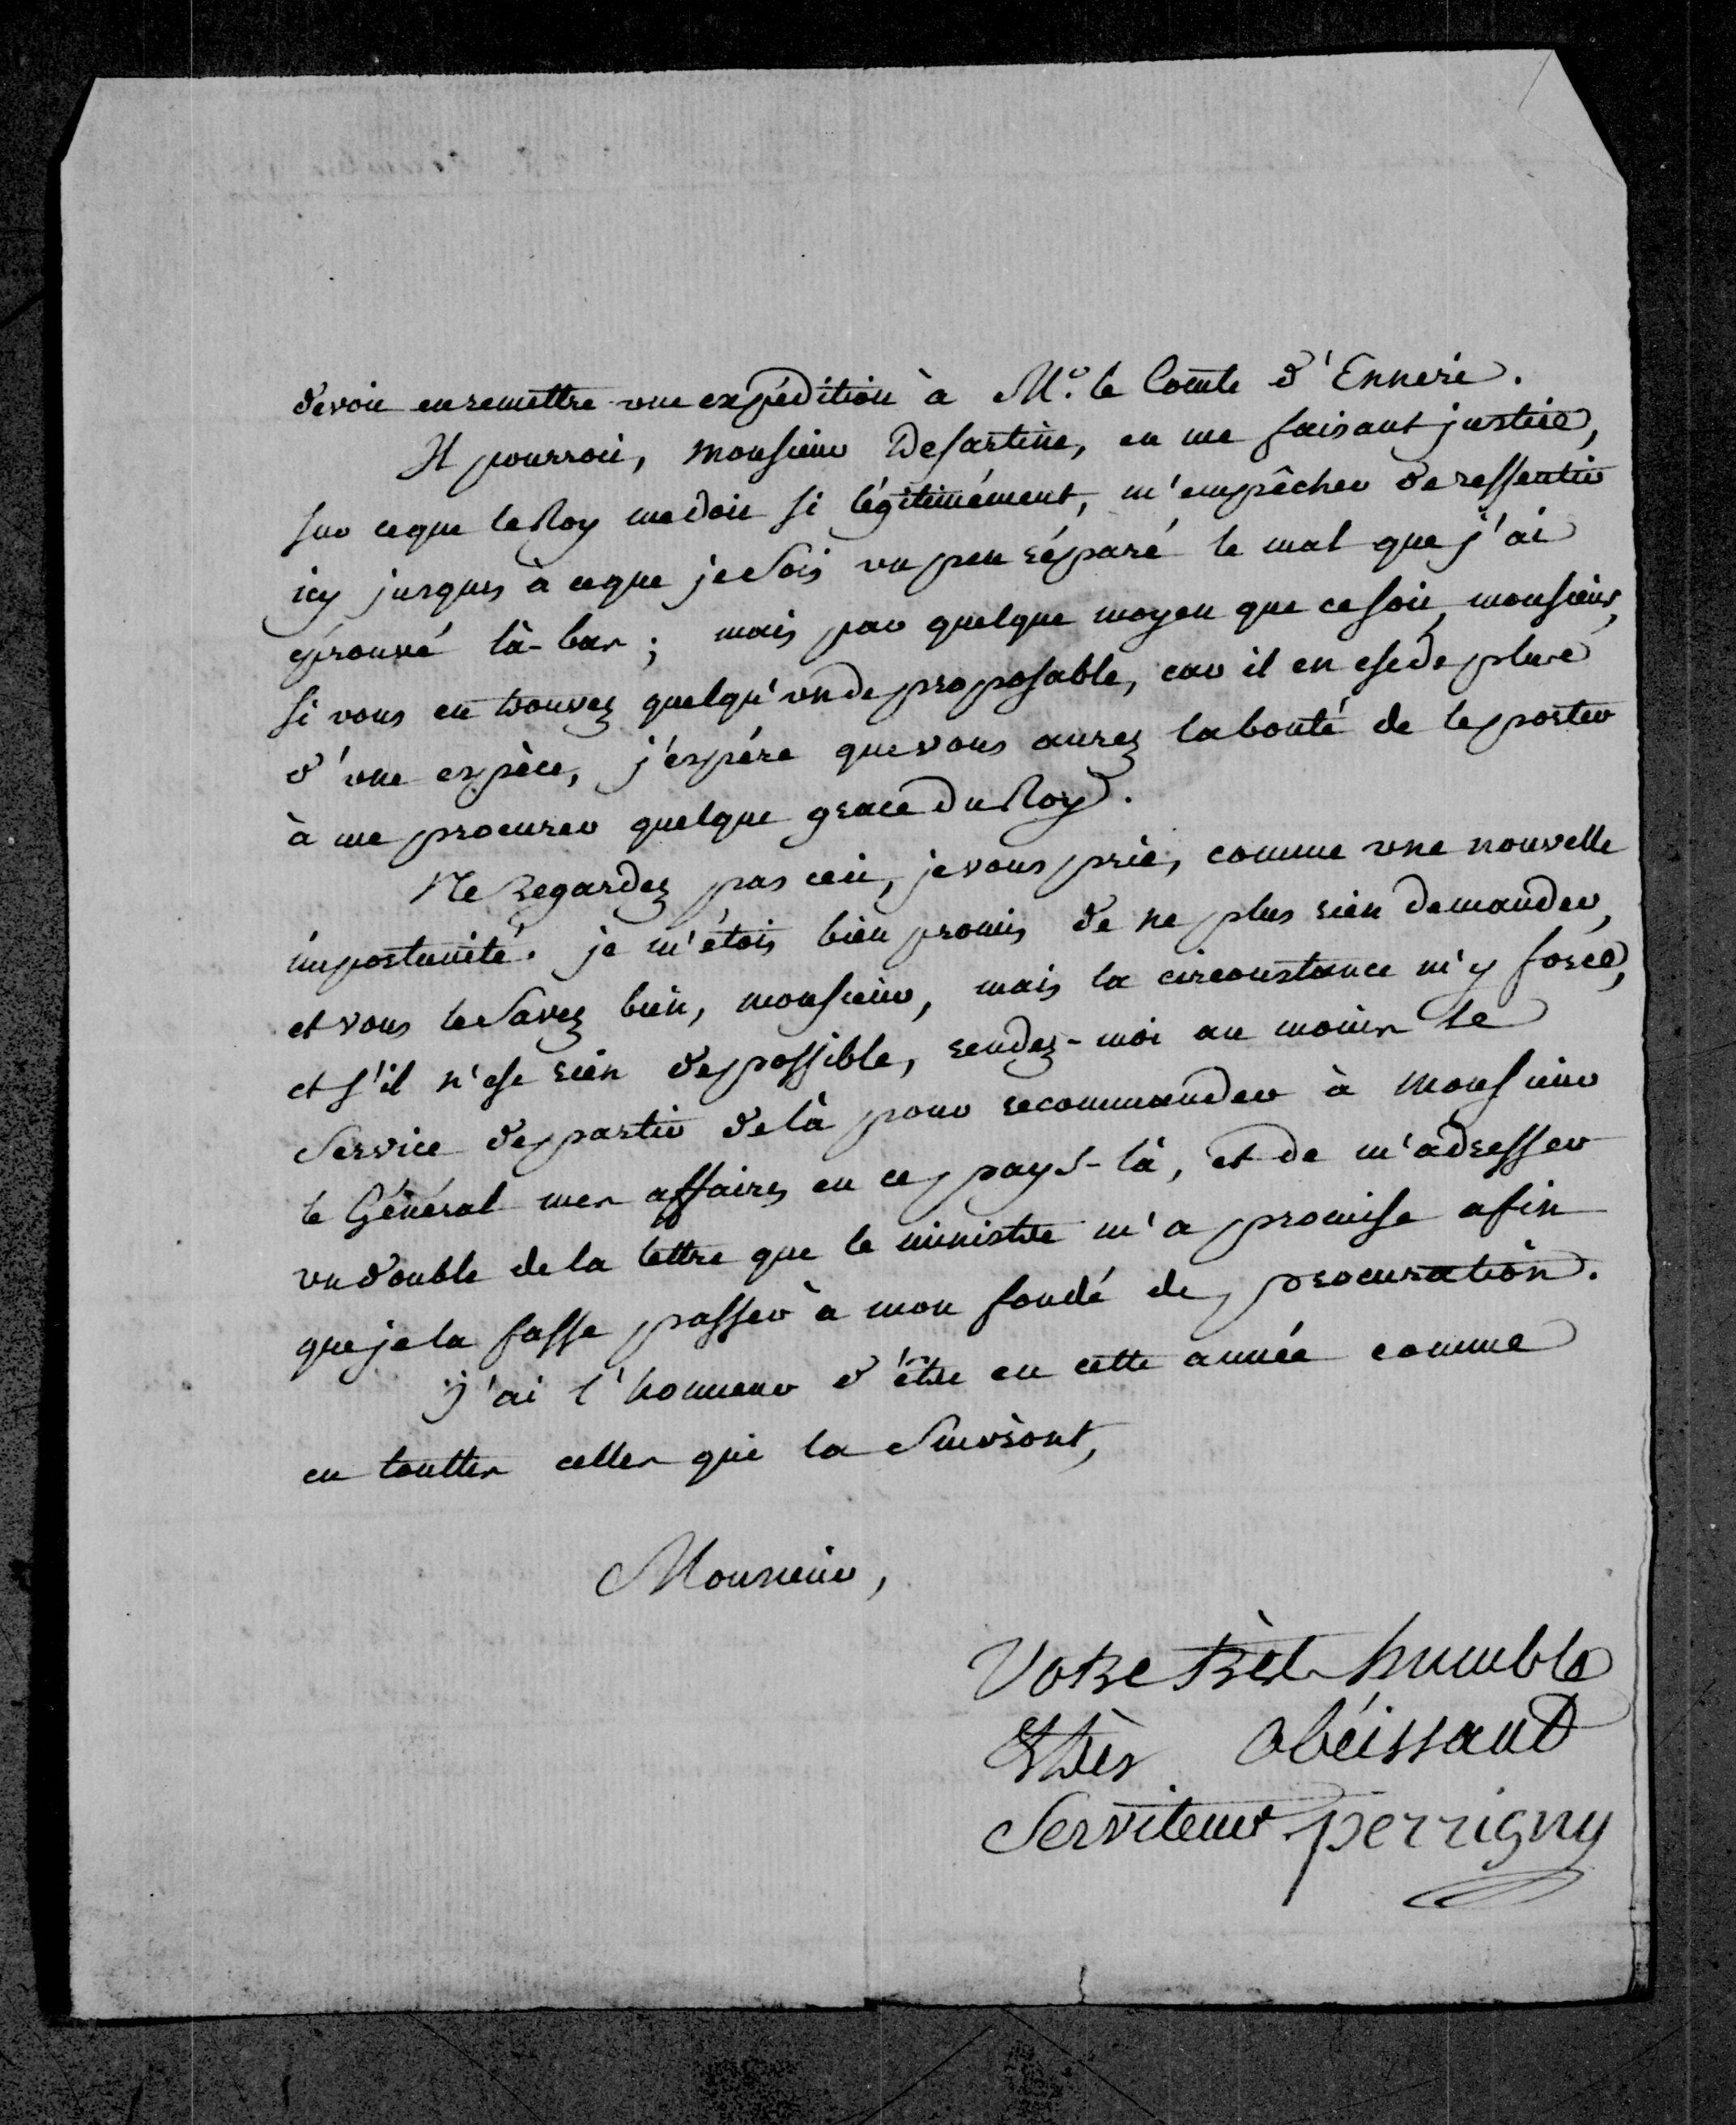 devoir en remettre une expédition à Mr. le Comte d'Ennerie.
Il pourroit, Monsieur De Sartine, en me faisant justice,
sur ce que le Roy me doit si légitimément, m'empêcher de ressentir
icy jusques à ce que je sois un peu réparé le mal que j'ai
éprouvé là-bas ; mais par quelque moyen que ce soit, monsieur,
si vous en trouvez quelqu'un de proposable, car il en est de plus
d'une espèce, j'espére que vous aurez la bonté de le porter
à me procurer quelque grace du Roy.
Ne Regardez pas ceci, je vous prie, comme une nouvelle
importunité. je m'étois bien promis de ne plus rien demander,
et vous le savez bien, monsieur, mais la circonstance m'y force,
et s'il n'est rien de possible, rendez-moi au moins le
service de partir de là pour recommander à Monsieur
le Général mes affaires en ce pays-là, et de m'adresser
un double de la lettre que le ministre m'a promise afin
que je la fasse passer à mon fondé de procuration.
J'ai l'honneur d'être en cette année comme
en touttes celles qui la suivront,
Monsieur,
Votre très humble
et très obéissant
Serviteur perrigny